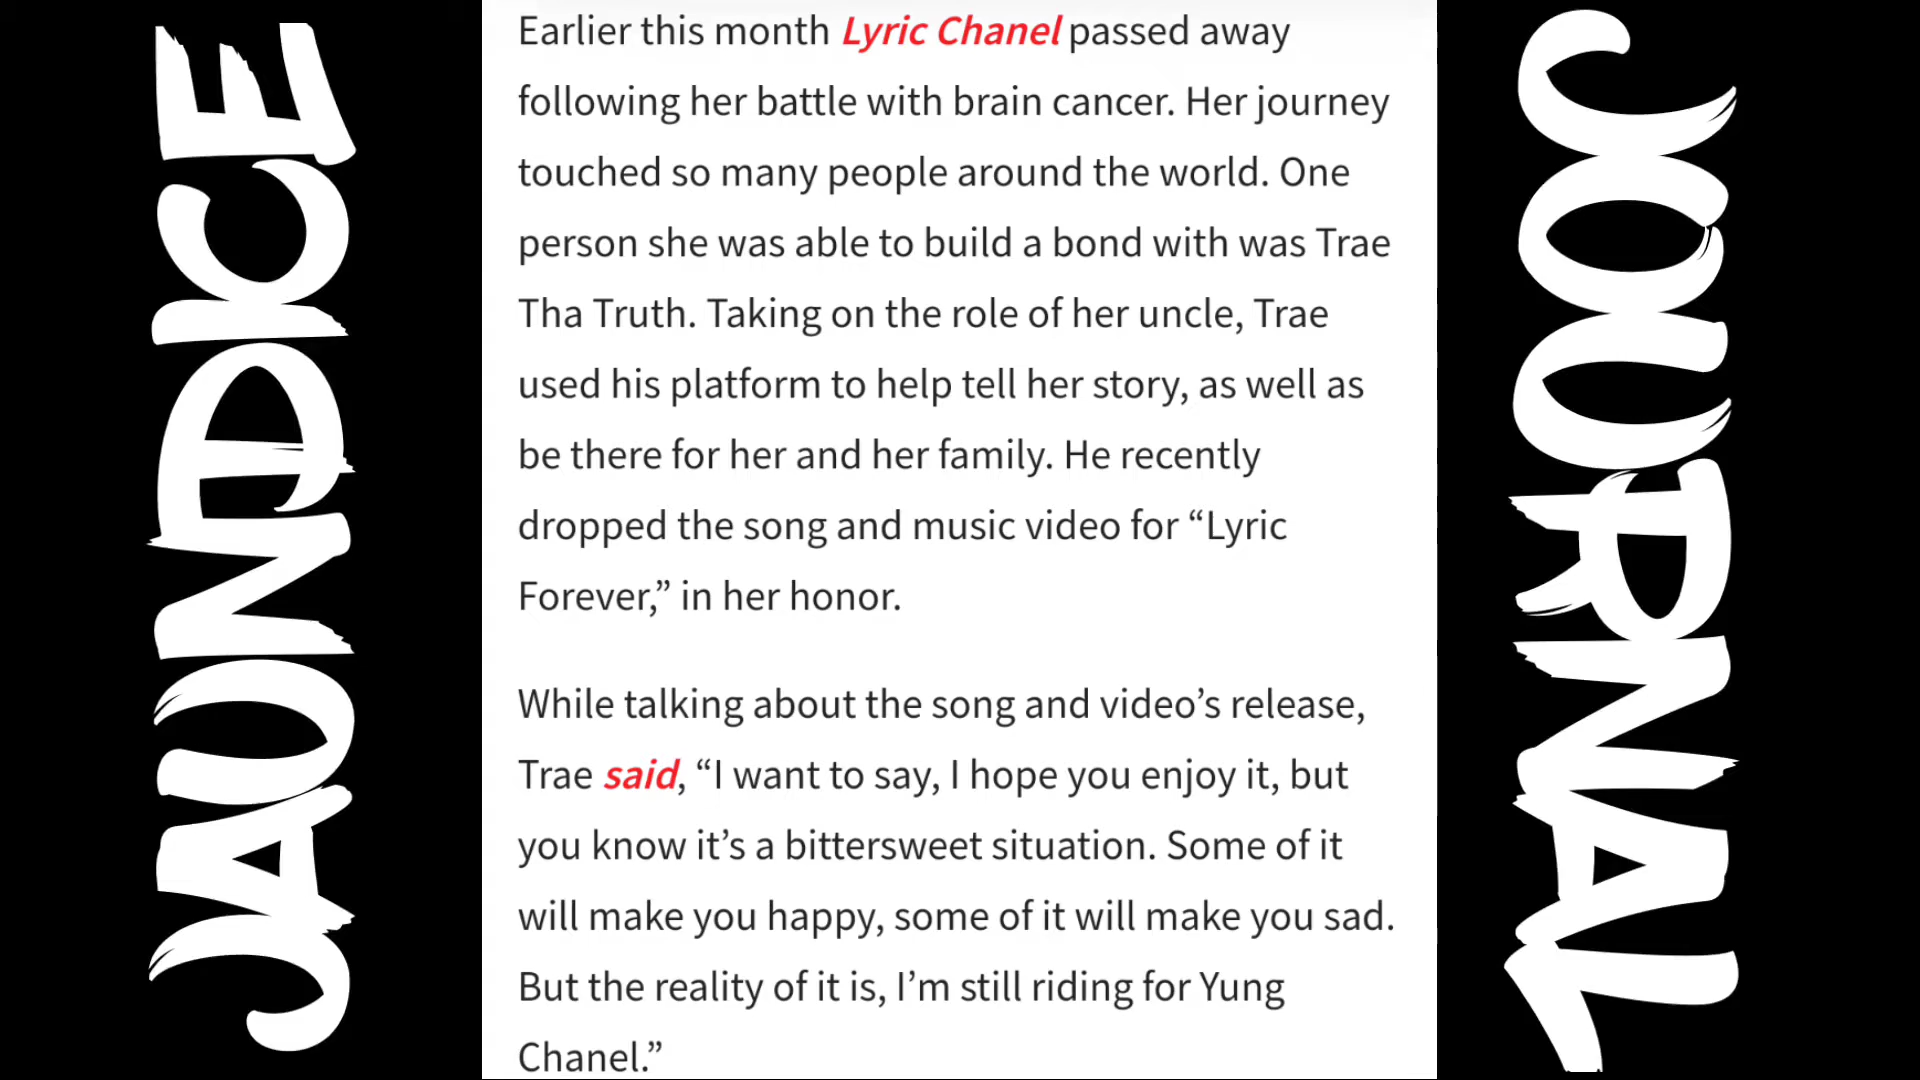 JAUNDICE
Earlier this month Lyric Chanel passed away
following her battle with brain cancer. Her journey
touched so many people around the world. One
person she was able to build a bond with was Trae
Tha Truth. Taking on the role of her uncle, Trae
used his platform to help tell her story, as well as
be there for her and her family. He recently
dropped the song and music video for “Lyric
Forever,” in her honor.
While talking about the song and video’s release,
Trae said, “I want to say, I hope you enjoy it, but
you know it’s a bittersweet situation. Some of it
will make you happy, some of it will make you sad.
But the reality of it is, I’m still riding for Yung
Chanel.”
JOURNAL